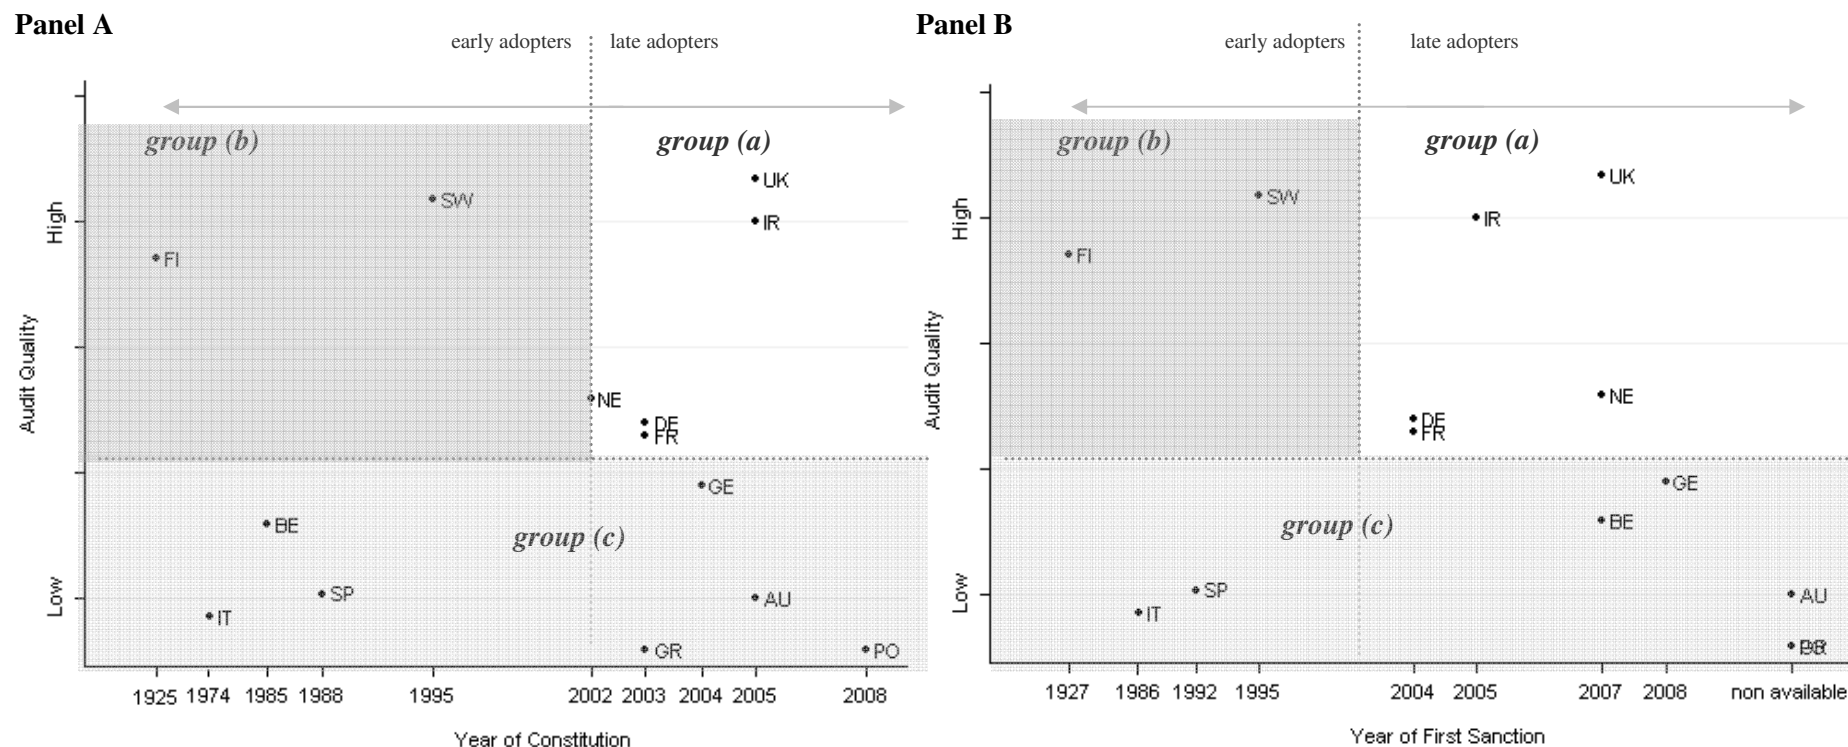 Panel A
early adopters
late adopters
group (b)
group (a)
UK
SW
IR
FI
NE
DE
FR
GE
BE
group (c)
SP
AU
IT
GR
PO
High
Audit Quality
Low
1925 1974 1985 1988 1995 2002 2003 2004 2005 2008
Year of Constitution
Panel B
early adopters
late adopters
group (b)
group (a)
UK
SW
IR
FI
NE
DE
FR
GE
BE
group (c)
SP
AU
IT
High
Audit Quality
Low
1927 1986 1992 1995 2004 2005 2007 2008 non available
Year of First Sanction